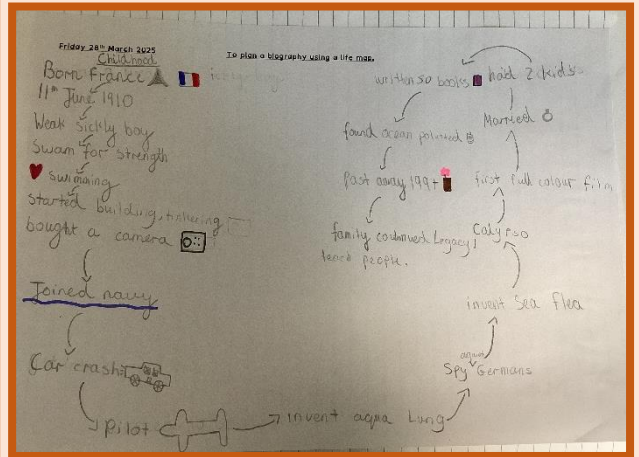 Friday 28th March 2025
To plan a biography using a life map.
Childhood
Born France
11th June 1910
Weak sickly boy
Swam for strength
swimming
started building, tinkering
bought a camera
Joined navy
Car crash
Pilot
invent aqua Lung
Spy against Germans
invent Sea Flea
Calypso
first full colour film
Married
had 2 kids
written 50 books
found ocean polluted
Past away 199
family continued Legacy
people.